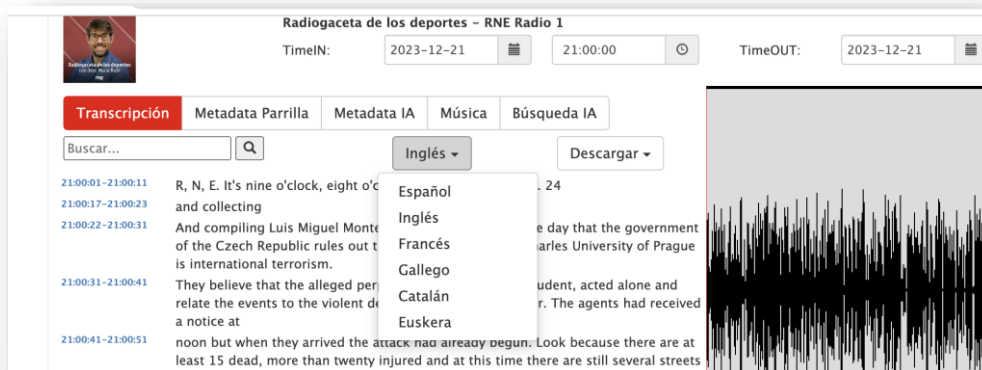 Radiogaceta de los deportes – RNE Radio 1
TimeIN:
2023-12-21
21:00:00
TimeOUT:
2023-12-21
Radiogaceta de los deportes
Transcripción
Metadata Parrilla
Metadata IA
Música
Búsqueda IA
Buscar...
Inglés
Descargar
Español
Inglés
Francés
Gallego
Catalán
Euskera
21:00:01-21:00:11
R, N, E. It's nine o'clock, eight o'c
. 24
21:00:17-21:00:23
and collecting
21:00:22-21:00:31
And compiling Luis Miguel Monte
e day that the government
of the Czech Republic rules out t
arles University of Prague
is international terrorism.
21:00:31-21:00:41
They believe that the alleged per
udent, acted alone and
relate the events to the violent de
r. The agents had received
a notice at
21:00:41-21:00:51
noon but when they arrived the attack had already begun. Look because there are at
least 15 dead, more than twenty injured and at this time there are still several streets